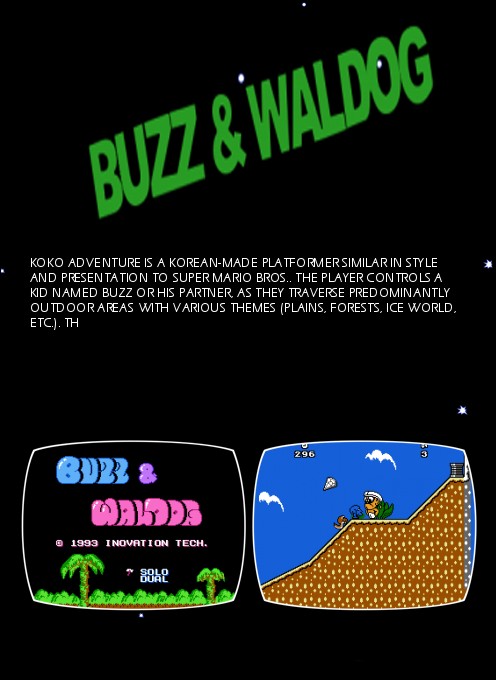 BUZZ & WALDOG
KOKO ADVENTURE IS A KOREAN-MADE PLATFORMER SIMILAR IN STYLE
AND PRESENTATION TO SUPER MARIO BROS.. THE PLAYER CONTROLS A
KID NAMED BUZZ OR HIS PARTNER, AS THEY TRAVERSE PREDOMINANTLY
OUTDOOR AREAS WITH VARIOUS THEMES (PLAINS, FORESTS, ICE WORLD,
ETC.). TH
BUZZ &
WALDOG
© 1993 INOVATION TECH.
SOLO
DUAL
296
3